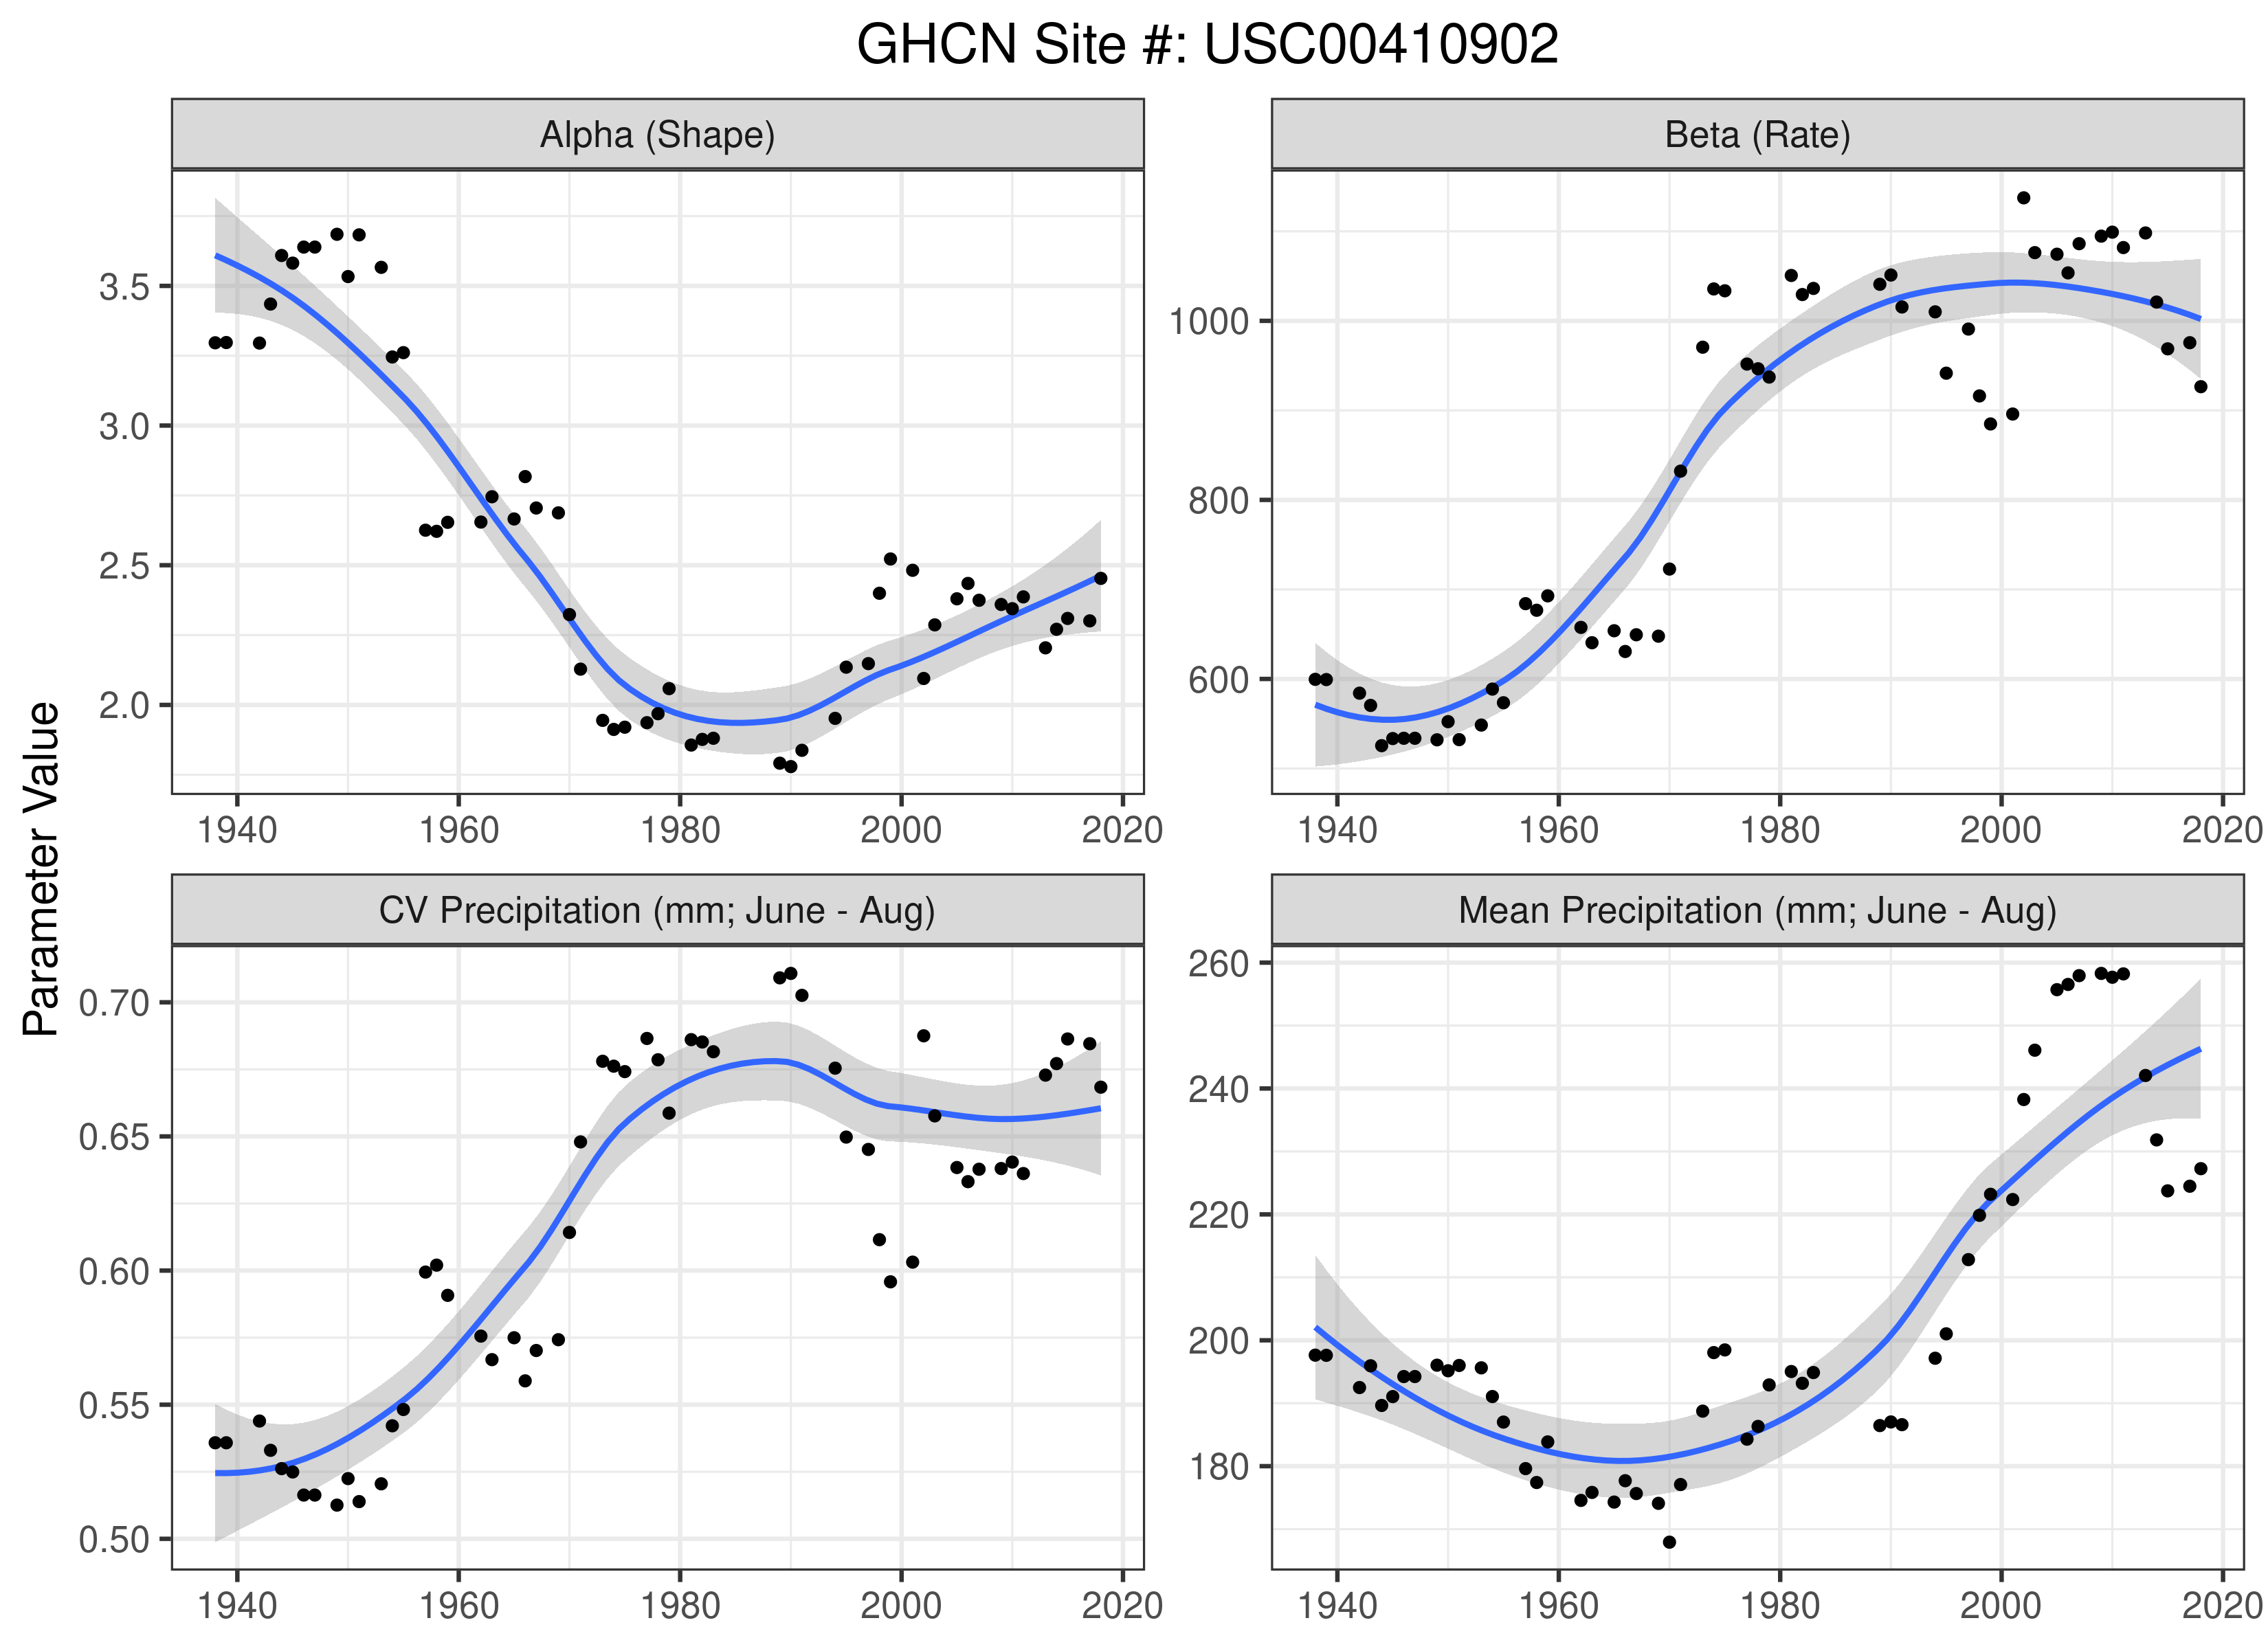 GHCN Site #: USC00410902
Alpha (Shape)
Beta (Rate)
3.5
3.0
2.5
2.0
1000
800
600
1940 1960 1980 2000 2020
1940 1960 1980 2000 2020
Parameter Value
CV Precipitation (mm; June - Aug)
Mean Precipitation (mm; June - Aug)
0.70
0.65
0.60
0.55
0.50
260
240
220
200
180
1940 1960 1980 2000 2020
1940 1960 1980 2000 2020